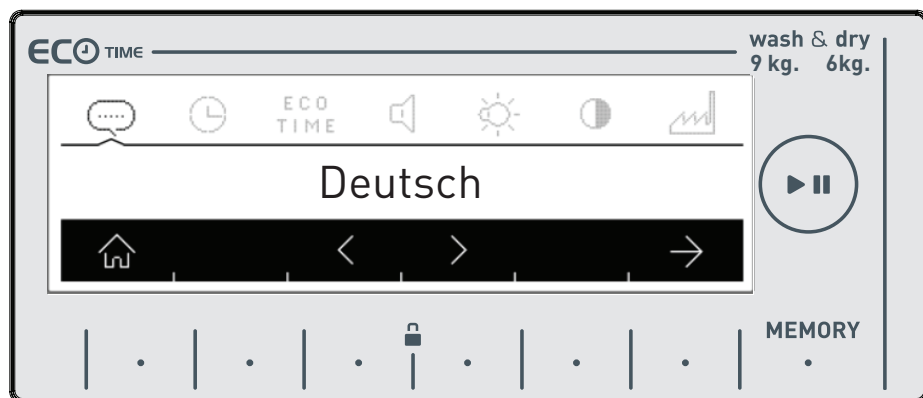 ECO TIME
wash & dry
9 kg. 6kg.
ECO
TIME
Deutsch
MEMORY